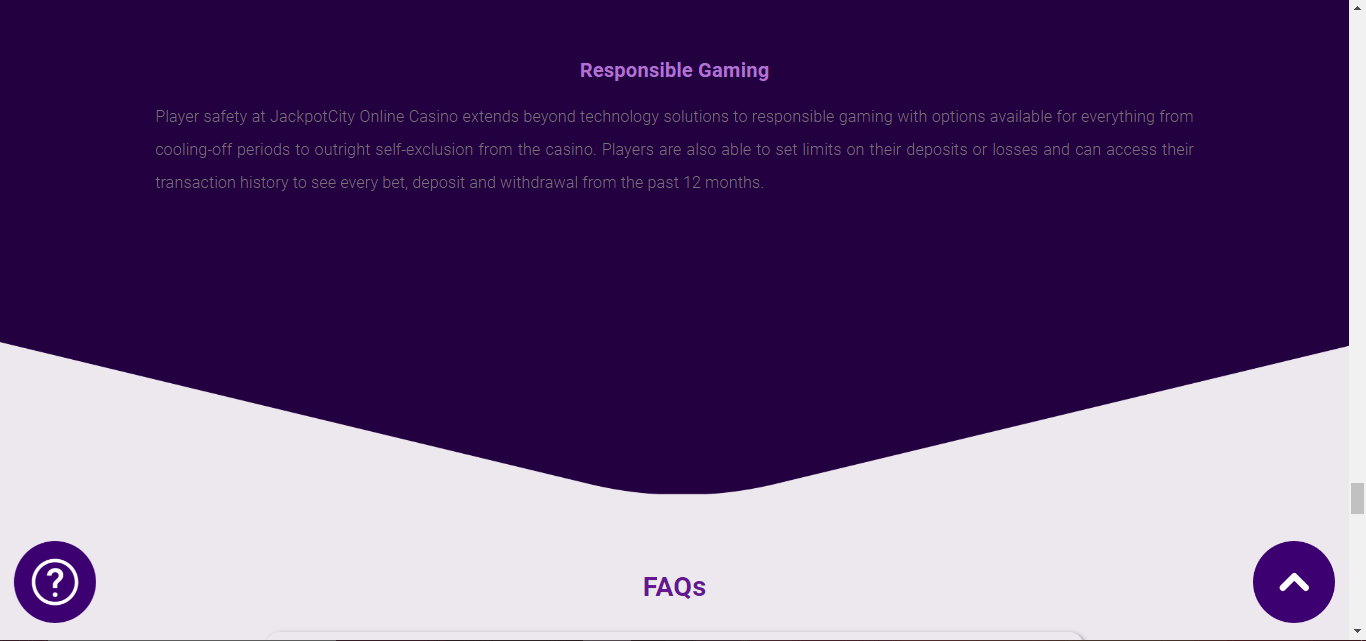 Responsible Gaming
Player safety at JackpotCity Online Casino extends beyond technology solutions to responsible gaming with options available for everything from
cooling-off periods to outright self-exclusion from the casino. Players are also able to set limits on their deposits or losses and can access their
transaction history to see every bet, deposit and withdrawal from the past 12 months.
?
FAQs